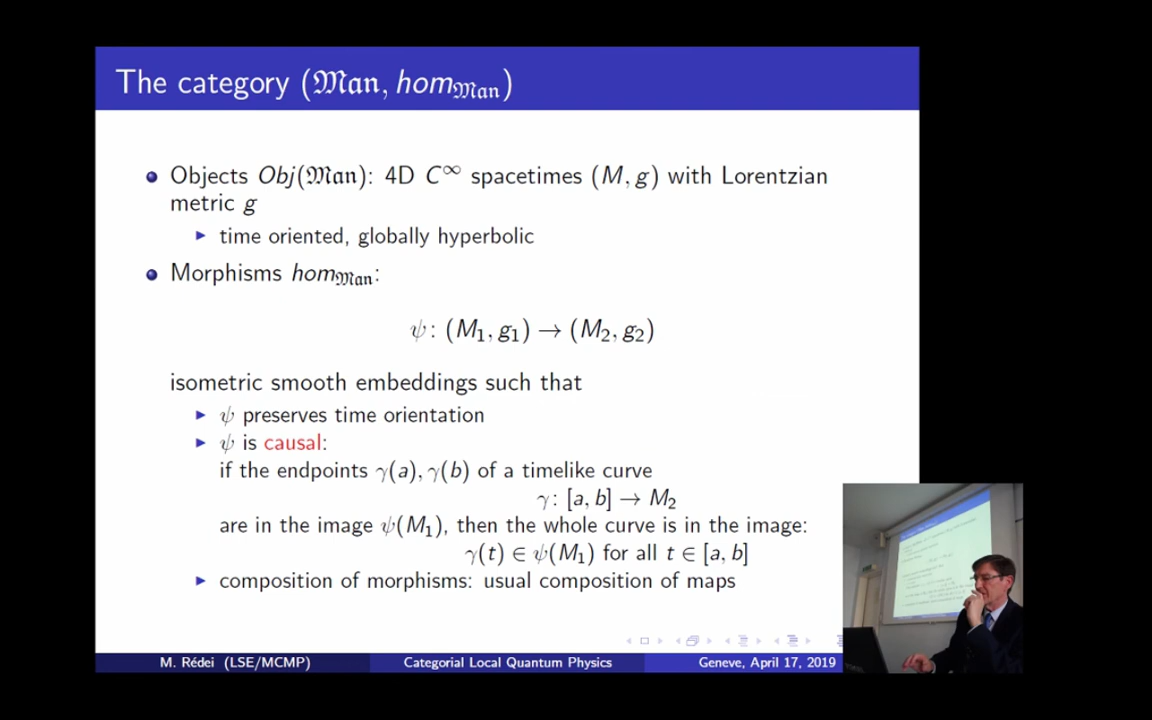 The category (𝔐𝔞𝔫, hom_𝔐𝔞𝔫)
Objects Obj(𝔐𝔞𝔫): 4D C^∞ spacetimes (M, g) with Lorentzian
metric g
time oriented, globally hyperbolic
Morphisms hom_𝔐𝔞𝔫:
ψ: (M₁, g₁) → (M₂, g₂)
isometric smooth embeddings such that
ψ preserves time orientation
ψ is causal:
if the endpoints γ(a), γ(b) of a timelike curve
γ: [a, b] → M₂
are in the image ψ(M₁), then the whole curve is in the image:
γ(t) ∈ ψ(M₁) for all t ∈ [a, b]
composition of morphisms: usual composition of maps
M. Rédei (LSE/MCMP) Categorial Local Quantum Physics Geneve, April 17, 2019